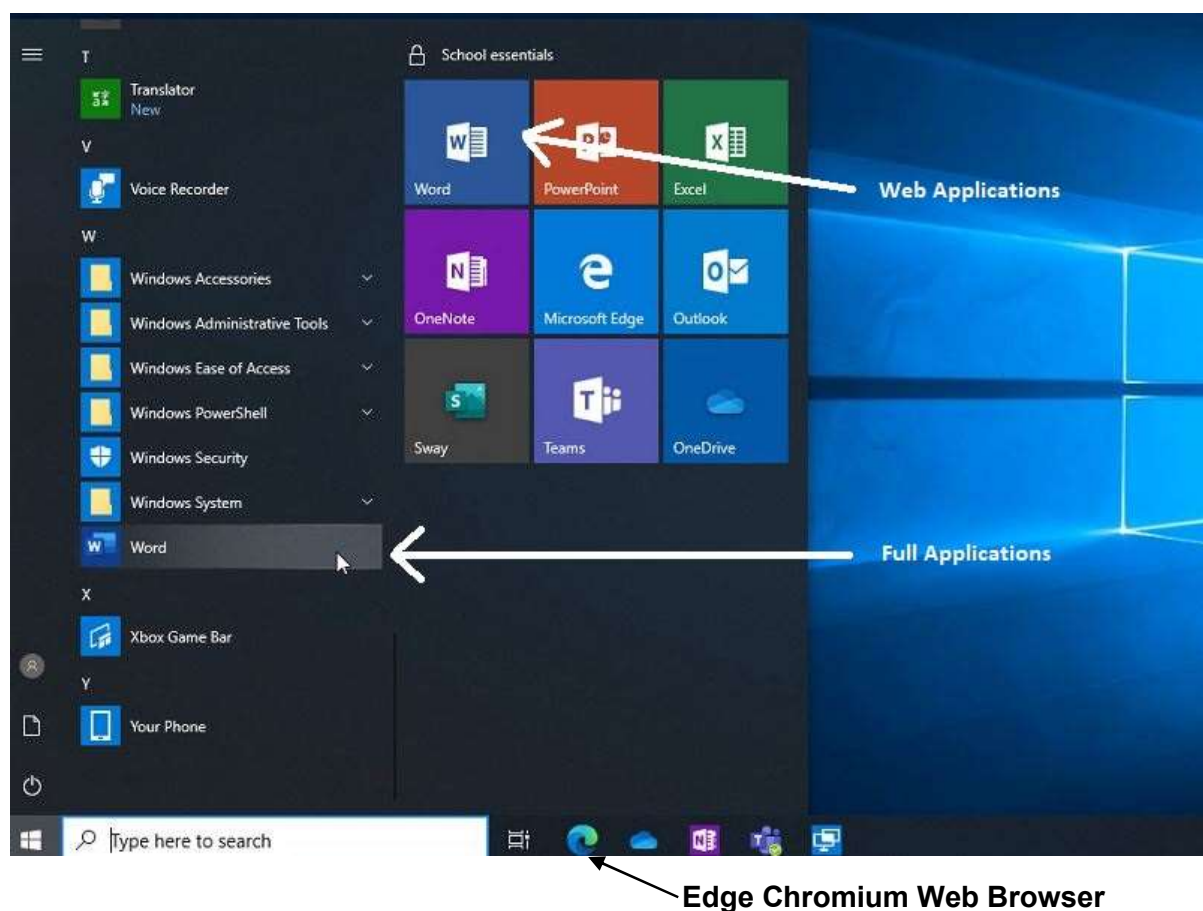 T
Translator
New
V
Voice Recorder
W
Windows Accessories
Windows Administrative Tools
Windows Ease of Access
Windows PowerShell
Windows Security
Windows System
Word
X
Xbox Game Bar
Y
Your Phone
School essentials
Word
PowerPoint
Excel
OneNote
Microsoft Edge
Outlook
Sway
Teams
OneDrive
Web Applications
Full Applications
Type here to search
Edge Chromium Web Browser